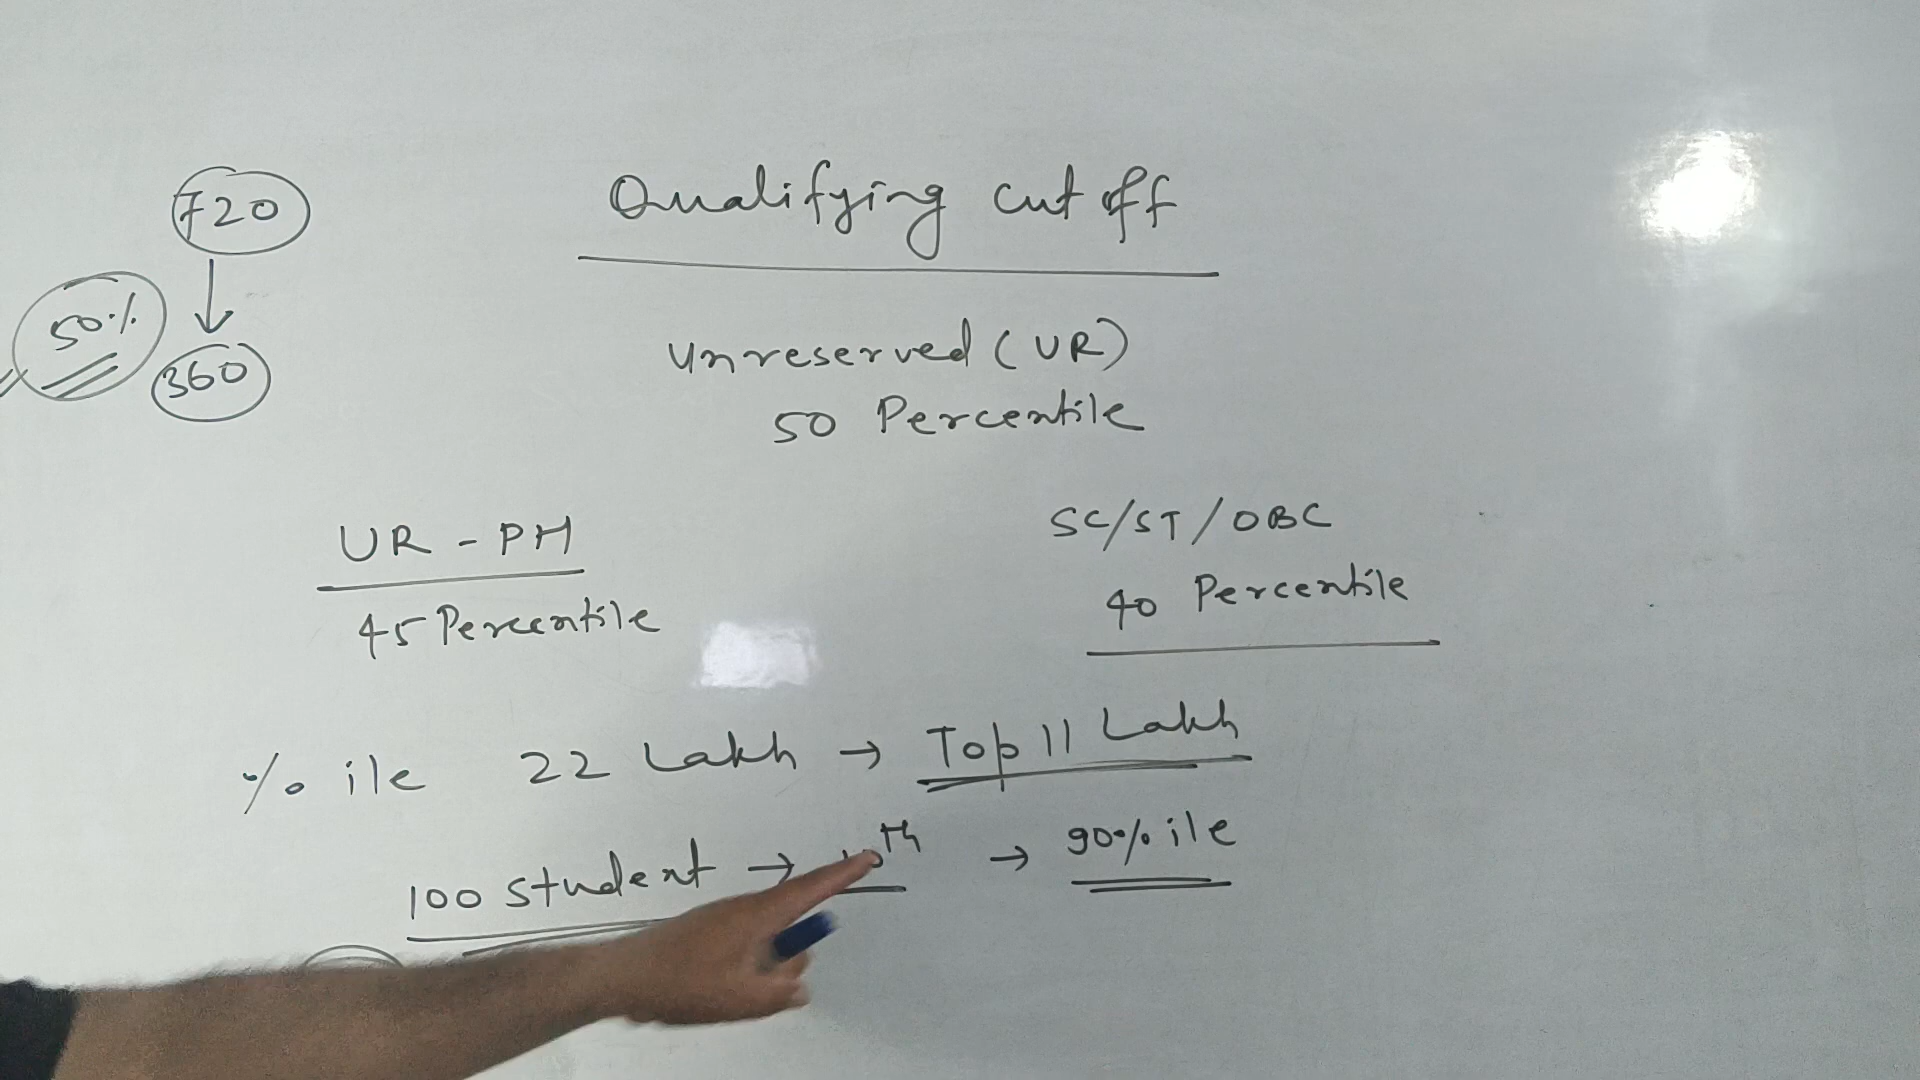 Qualifying cut off
720
50%
360
Unreserved (UR)
50 Percentile
UR - PH
45 Percentile
SC/ST/OBC
40 Percentile
% ile 22 Lakh → Top 11 Lakh
100 student → 10th → 90% ile